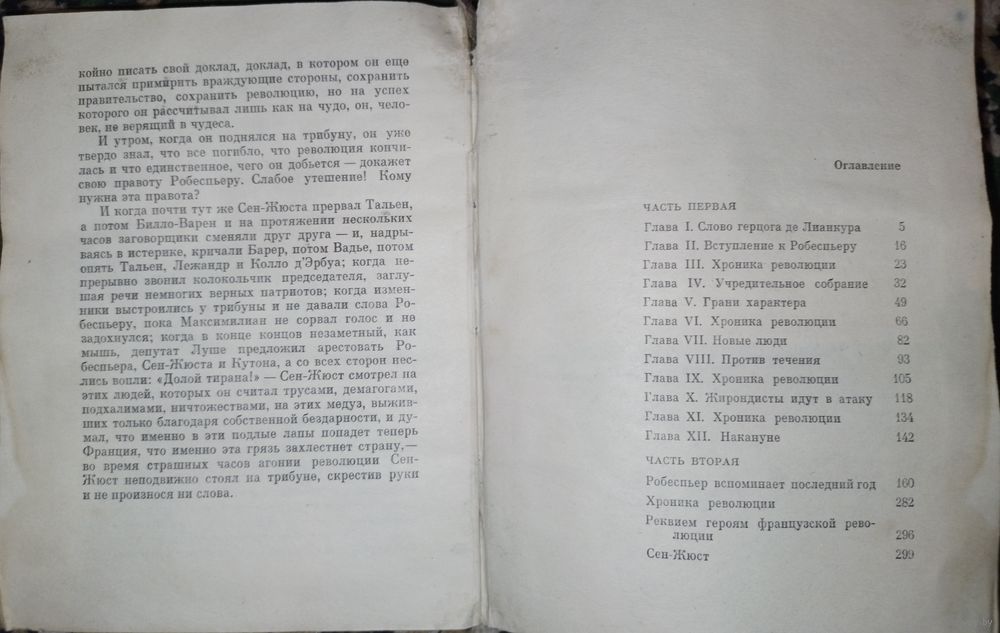 койно писать свой доклад, доклад, в котором он еще
пытался примирить враждующие стороны, сохранить
правительство, сохранить революцию, но на успех
которого он рассчитывал лишь как на чудо, он, чело-
век, не верящий в чудеса.
И утром, когда он поднялся на трибуну, он уже
твердо знал, что все погибло, что революция кончи-
лась и что единственное, чего он добьется — докажет
свою правоту Робеспьеру. Слабое утешение! Кому
нужна эта правота?
И когда почти тут же Сен-Жюста прервал Тальен,
а потом Билло-Варен и на протяжении нескольких
часов заговорщики сменяли друг друга — и, надры-
ваясь в истерике, кричали Барер, потом Вадье, потом
опять Тальен, Лежандр и Колло д'Эрбуа; когда не-
прерывно звонил колокольчик председателя, заглу-
шая речи немногих верных патриотов; когда измен-
ники выстроились у трибуны и не давали слова Ро-
беспьеру, пока Максимилиан не сорвал голос и не
задохнулся; когда в конце концов незаметный, как
мышь, депутат Луше предложил арестовать Ро-
беспьера, Сен-Жюста и Кутона, а со всех сторон нес-
лись вопли: «Долой тирана!» — Сен-Жюст смотрел на
этих людей, которых он считал трусами, демагогами,
подхалимами, ничтожествами, на этих медуз, выжив-
ших только благодаря собственной бездарности, и ду-
мал, что именно в эти подлые лапы попадет теперь
Франция, что именно эта грязь захлестнет страну,—
во время страшных часов агонии революции Сен-
Жюст неподвижно стоял на трибуне, скрестив руки
и не произнося ни слова.
Оглавление
ЧАСТЬ ПЕРВАЯ
Глава I. Слово герцога де Лианкура 5
Глава II. Вступление к Робеспьеру 16
Глава III. Хроника революции 23
Глава IV. Учредительное собрание 32
Глава V. Грани характера 49
Глава VI. Хроника революции 66
Глава VII. Новые люди 82
Глава VIII. Против течения 93
Глава IX. Хроника революции 105
Глава X. Жирондисты идут в атаку 118
Глава XI. Хроника революции 134
Глава XII. Накануне 142
ЧАСТЬ ВТОРАЯ
Робеспьер вспоминает последний год 160
Хроника революции 282
Реквием героям французской рево-
люции 296
Сен-Жюст 299